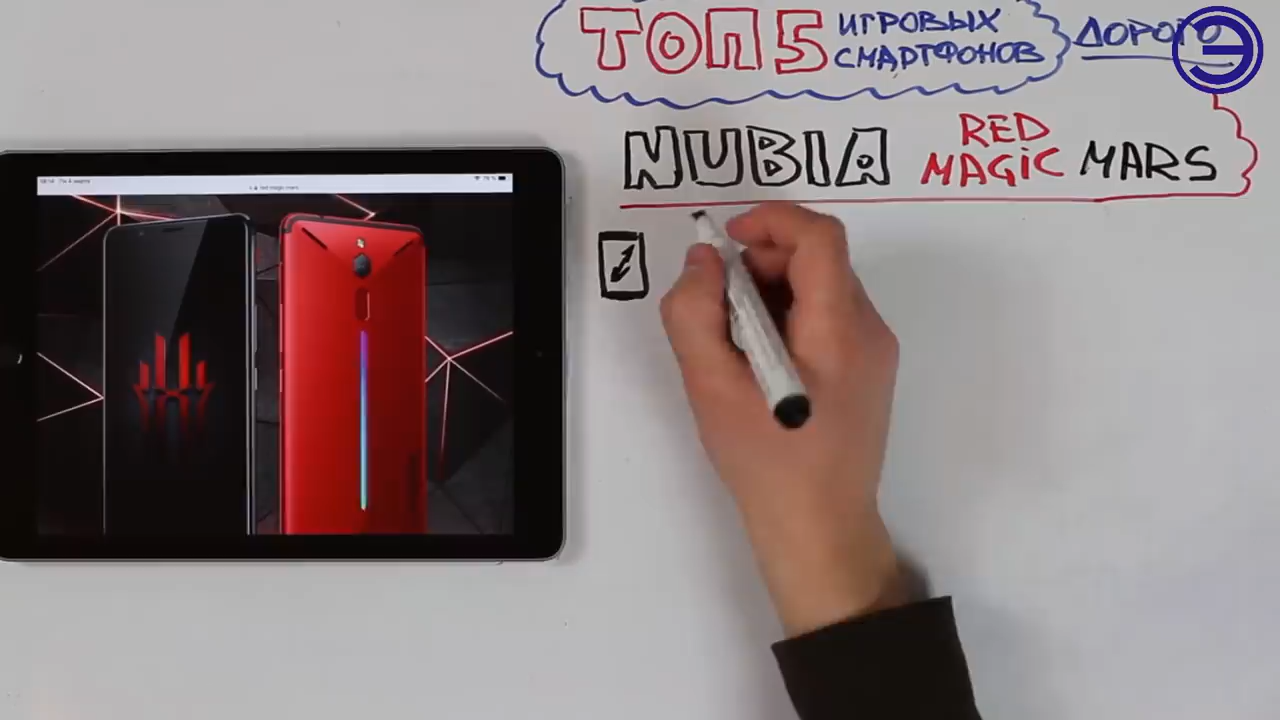 ТОП 5 ИГРОВЫХ
СМАРТФОНОВ
ДОРОГО
Э
NUBIA RED
MAGIC MARS